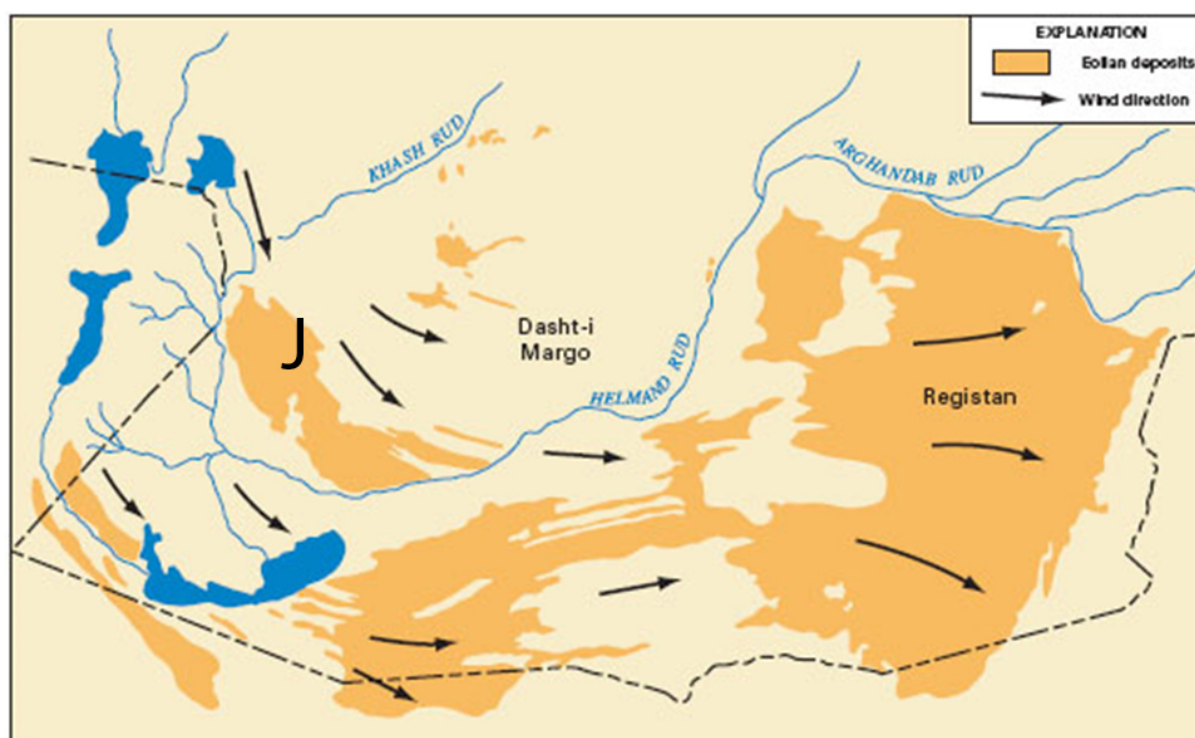 EXPLANATION
Eolian deposits
Wind direction
KHASH RUD
ARGHANDAB RUD
J
Dasht-i
Margo
HELMAND RUD
Registan